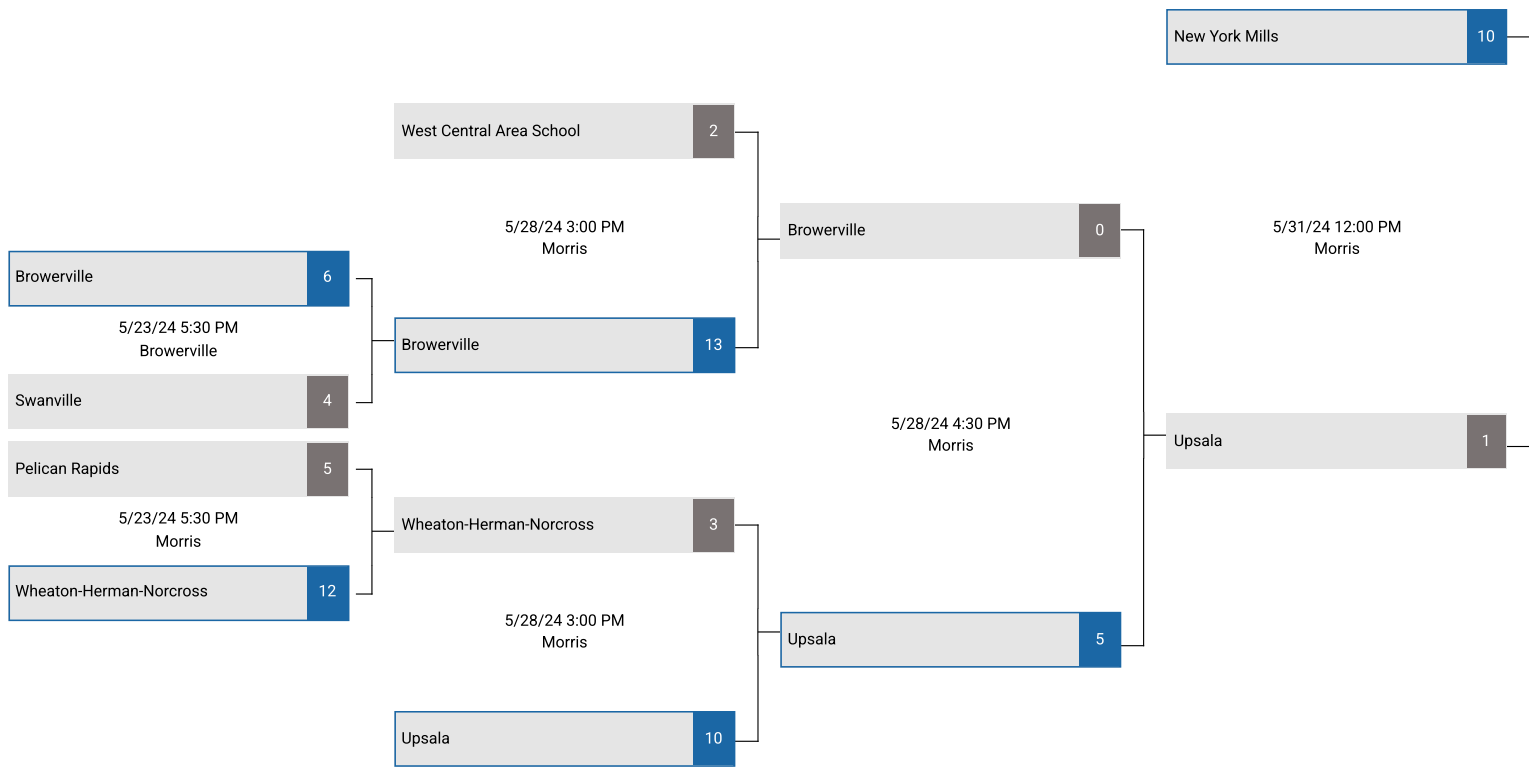 New York Mills 10
West Central Area School 2
5/28/24 3:00 PM
Morris
Browerville 0
5/31/24 12:00 PM
Morris
Browerville 6
5/23/24 5:30 PM
Browerville
Browerville 13
Swanville 4
5/28/24 4:30 PM
Morris
Upsala 1
Pelican Rapids 5
5/23/24 5:30 PM
Morris
Wheaton-Herman-Norcross 3
Wheaton-Herman-Norcross 12
5/28/24 3:00 PM
Morris
Upsala 5
Upsala 10